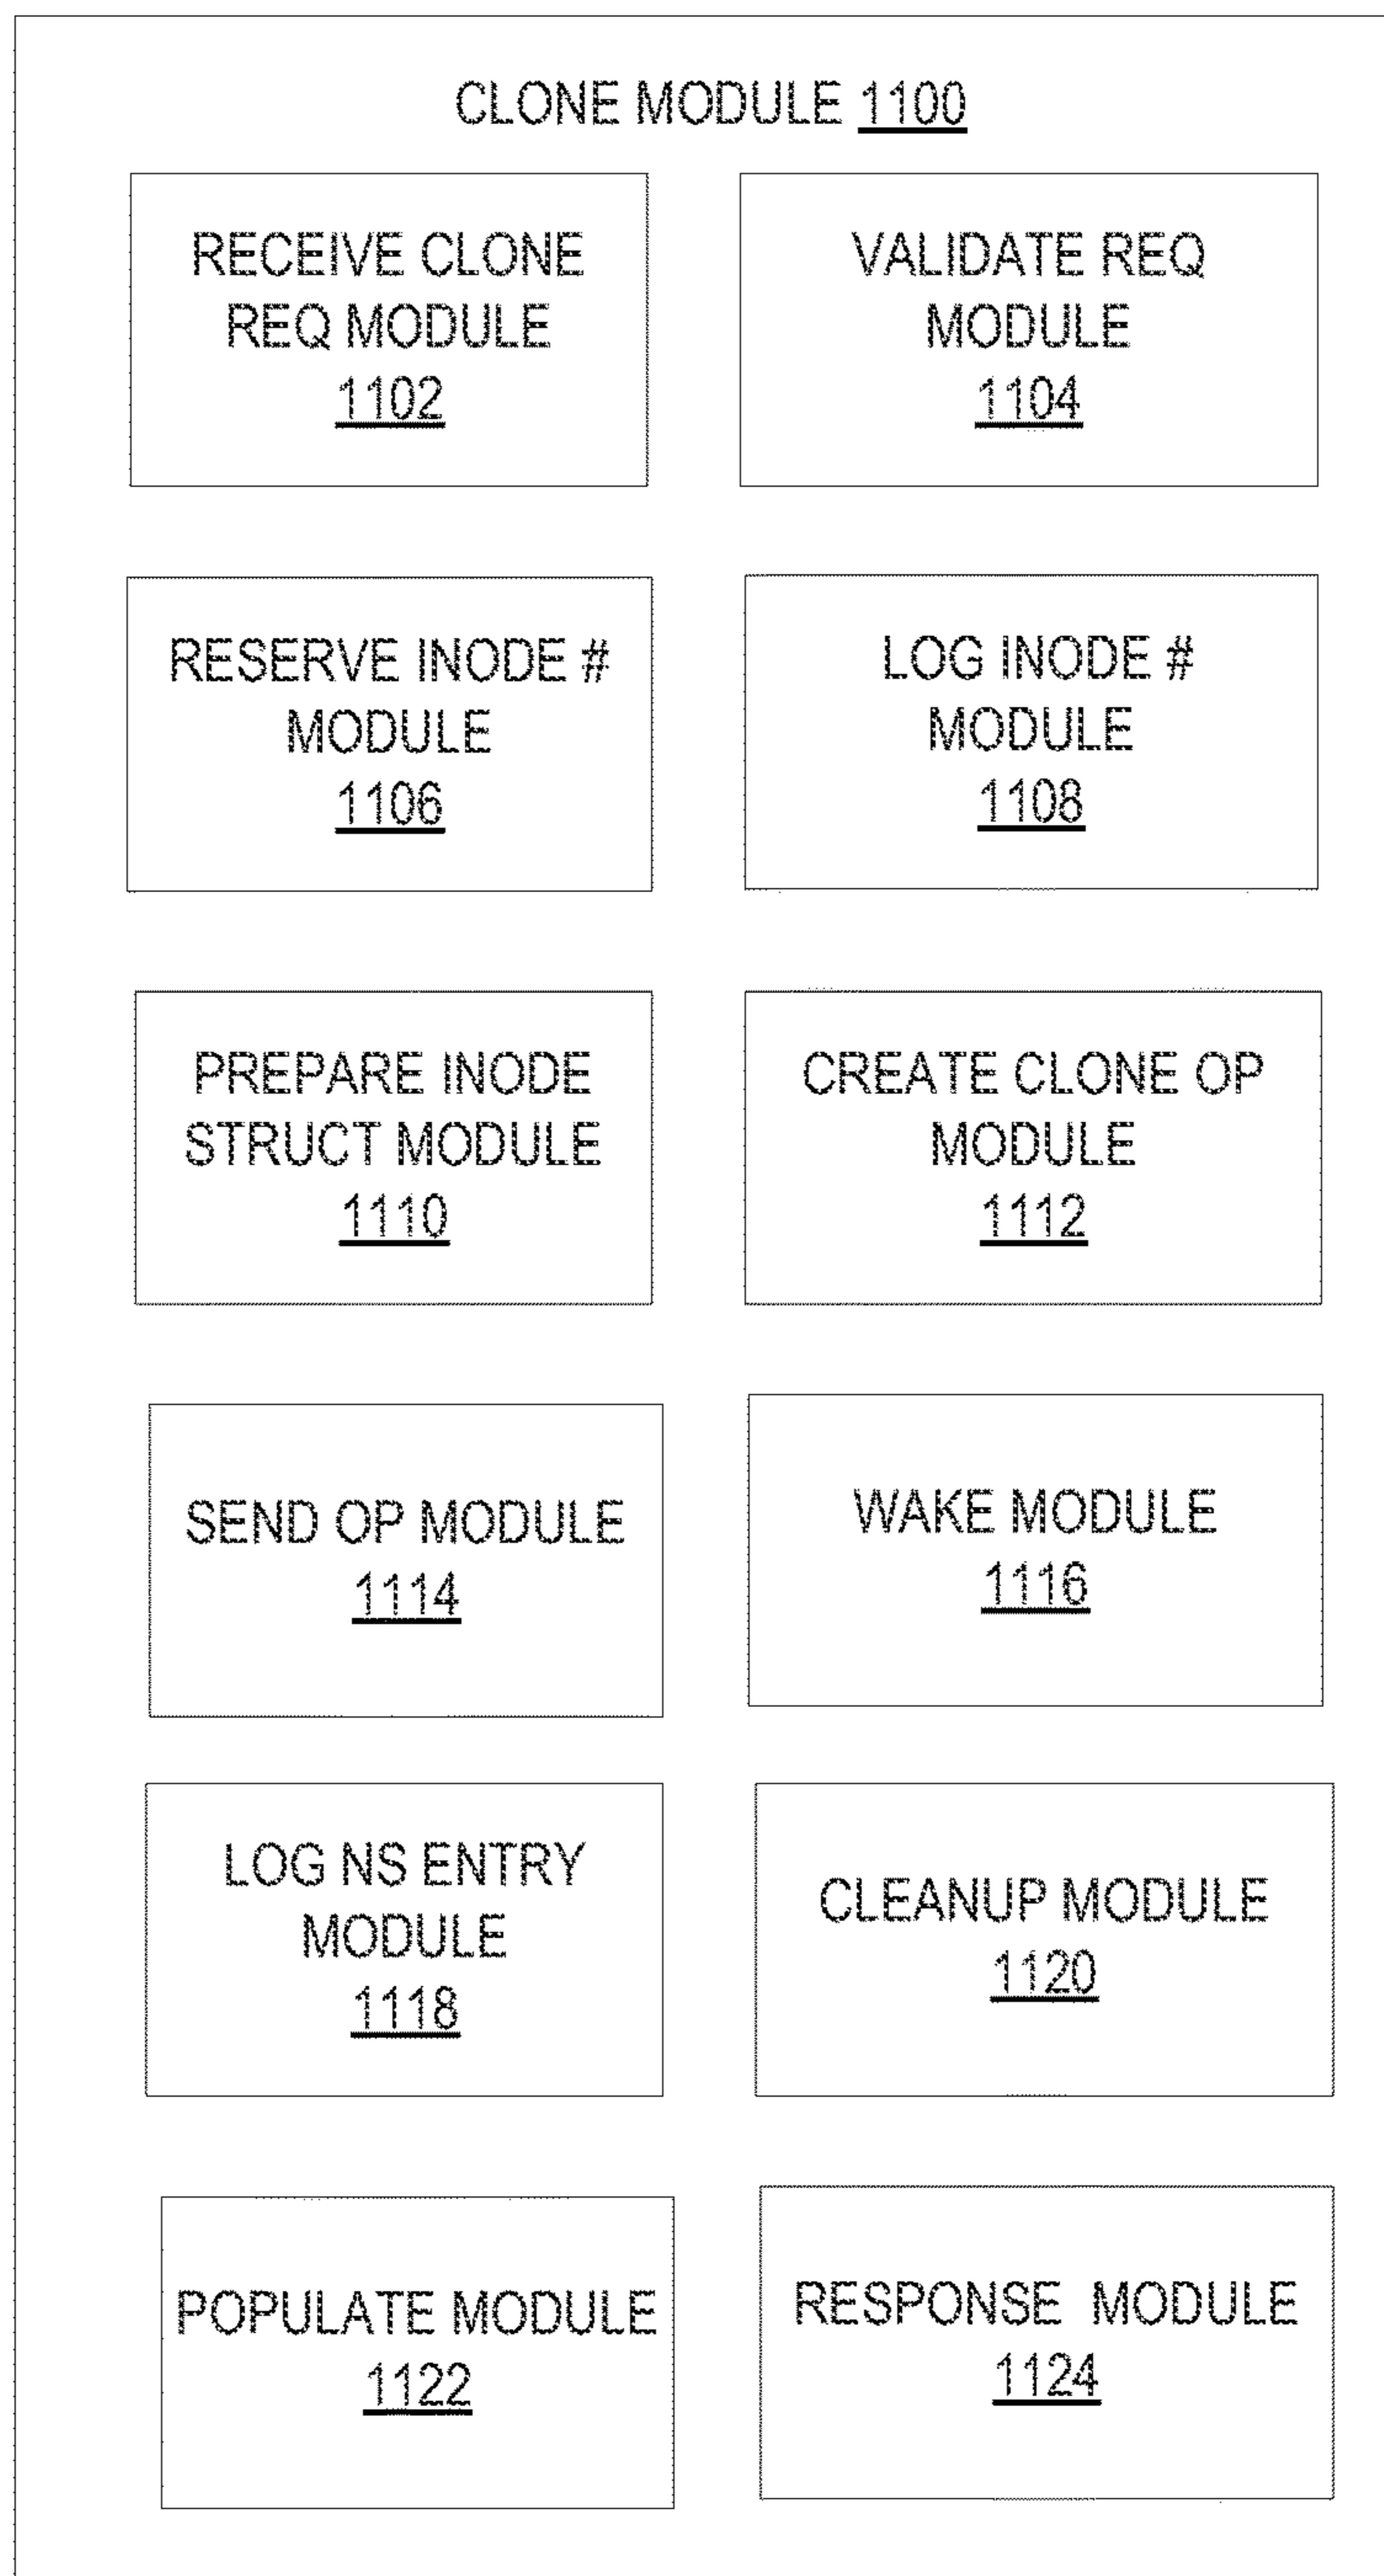 CLONE MODULE 1100
RECEIVE CLONE
REQ MODULE
1102
VALIDATE REQ
MODULE
1104
RESERVE INODE #
MODULE
1106
LOG INODE #
MODULE
1108
PREPARE INODE
STRUCT MODULE
1110
CREATE CLONE OP
MODULE
1112
SEND OP MODULE
1114
WAKE MODULE
1116
LOG NS ENTRY
MODULE
1118
CLEANUP MODULE
1120
POPULATE MODULE
1122
RESPONSE MODULE
1124